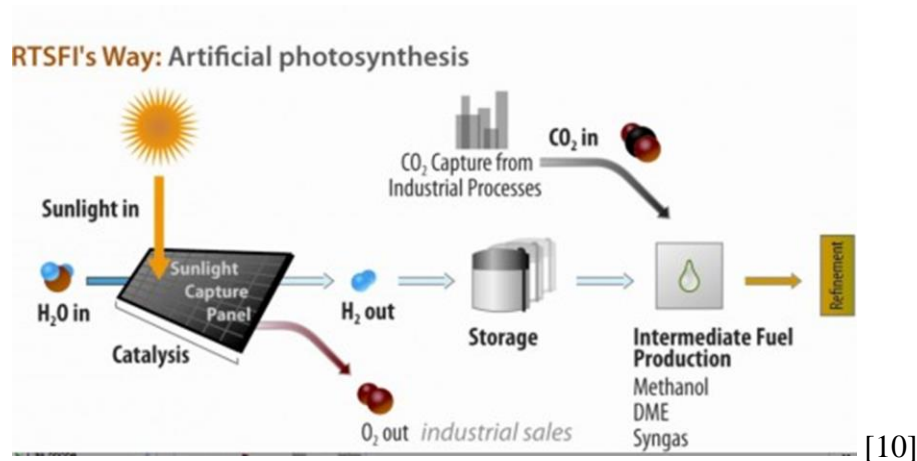 RTSFI's Way: Artificial photosynthesis
CO₂ in
CO₂ Capture from
Industrial Processes
Sunlight in
Sunlight
Capture
Panel
H₂O in
H₂ out
Catalysis
Storage
Intermediate Fuel
Production
Methanol
DME
Syngas
Refinement
O₂ out industrial sales
[10]